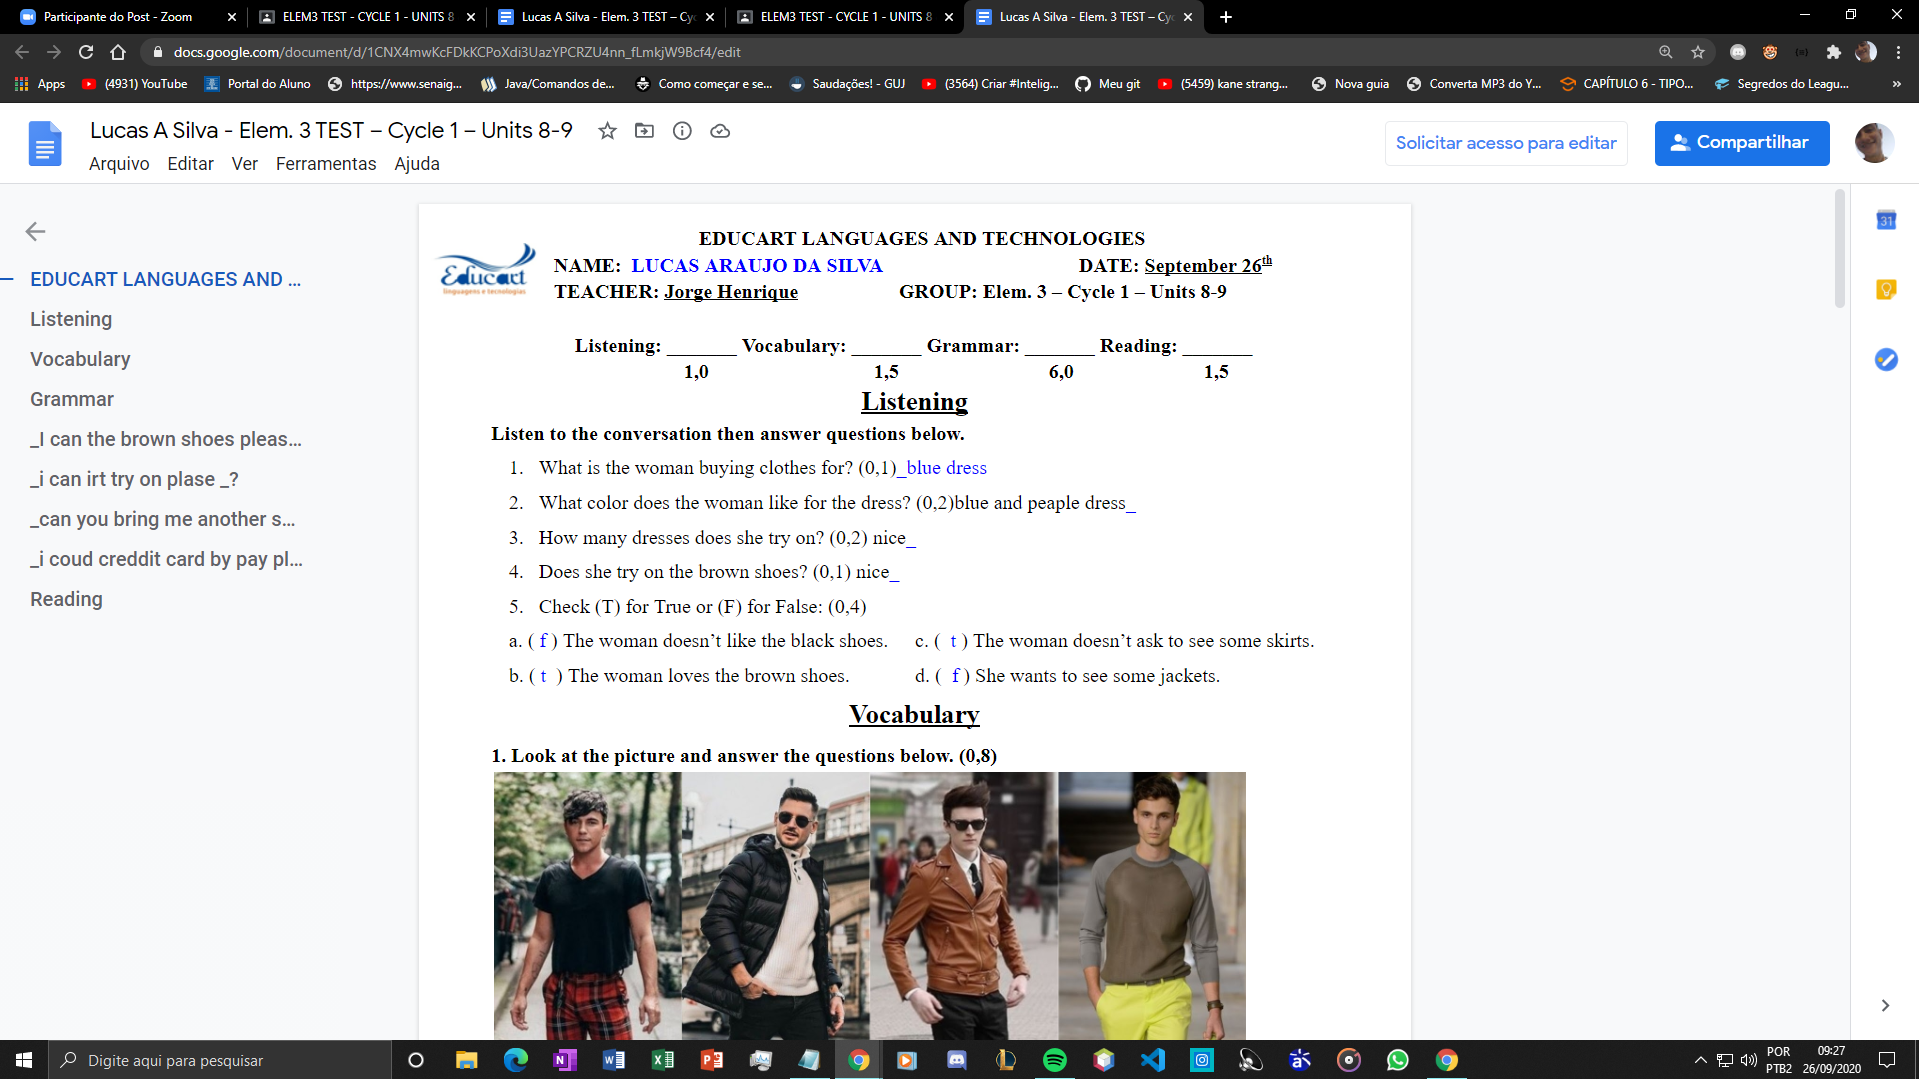 Participante do Post - Zoom
ELEM3 TEST - CYCLE 1 - UNITS 8
Lucas A Silva - Elem. 3 TEST – Cy
ELEM3 TEST - CYCLE 1 - UNITS 8
Lucas A Silva - Elem. 3 TEST – Cy
docs.google.com/document/d/1CNX4mwKcFDkKCPoXdi3UazYPCRZU4nn_fLmkjW9Bcf4/edit
Apps
(4931) YouTube
Portal do Aluno
https://www.senaig...
Java/Comandos de...
Como começar e se...
Saudações! - GUJ
(3564) Criar #Intelig...
Meu git
(5459) kane strang...
Nova guia
Converta MP3 do Y...
CAPÍTULO 6 - TIPO...
Segredos do Leagu...
»
Lucas A Silva - Elem. 3 TEST – Cycle 1 – Units 8-9
Arquivo Editar Ver Ferramentas Ajuda
Solicitar acesso para editar
Compartilhar
31
EDUCART LANGUAGES AND ...
Listening
Vocabulary
Grammar
_I can the brown shoes pleas...
_i can irt try on plase _?
_can you bring me another s...
_i coud creddit card by pay pl...
Reading
Educart
linguagens e tecnologias
EDUCART LANGUAGES AND TECHNOLOGIES
NAME: LUCAS ARAUJO DA SILVA DATE: September 26th
TEACHER: Jorge Henrique GROUP: Elem. 3 – Cycle 1 – Units 8-9
Listening: _______ Vocabulary: _______ Grammar: _______ Reading: _______
1,0 1,5 6,0 1,5
Listening
Listen to the conversation then answer questions below.
1. What is the woman buying clothes for? (0,1)_blue dress
2. What color does the woman like for the dress? (0,2)blue and peaple dress_
3. How many dresses does she try on? (0,2) nice_
4. Does she try on the brown shoes? (0,1) nice_
5. Check (T) for True or (F) for False: (0,4)
a. ( f ) The woman doesn’t like the black shoes. c. ( t ) The woman doesn’t ask to see some skirts.
b. ( t ) The woman loves the brown shoes. d. ( f ) She wants to see some jackets.
Vocabulary
1. Look at the picture and answer the questions below. (0,8)
Digite aqui para pesquisar
POR
PTB2
09:27
26/09/2020